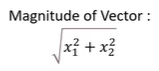 Magnitude of Vector :
√(x₁² + x₂²)